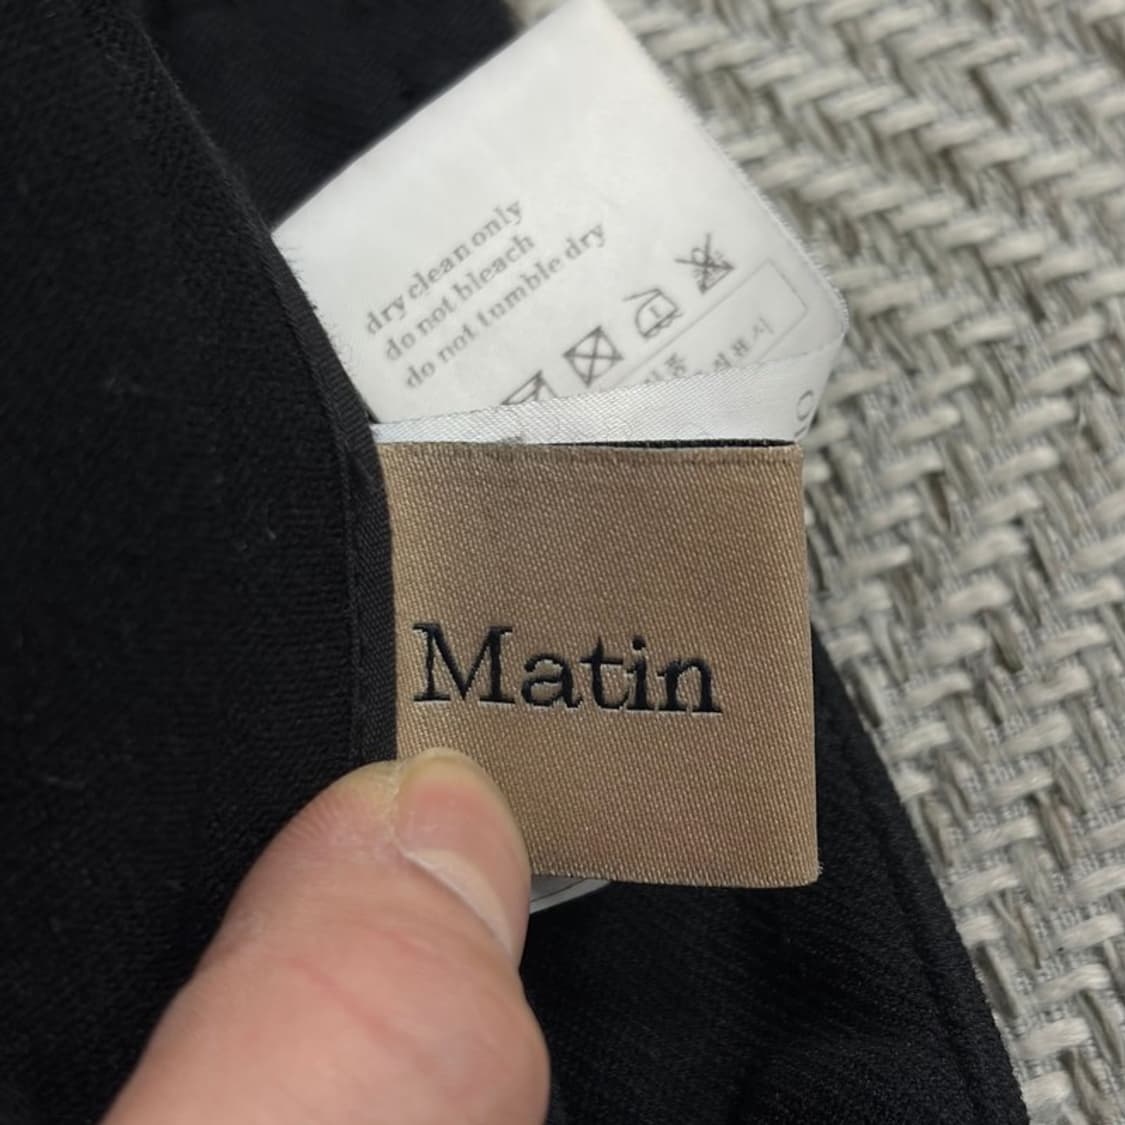 dry clean only
do not bleach
do not tumble dry
Matin